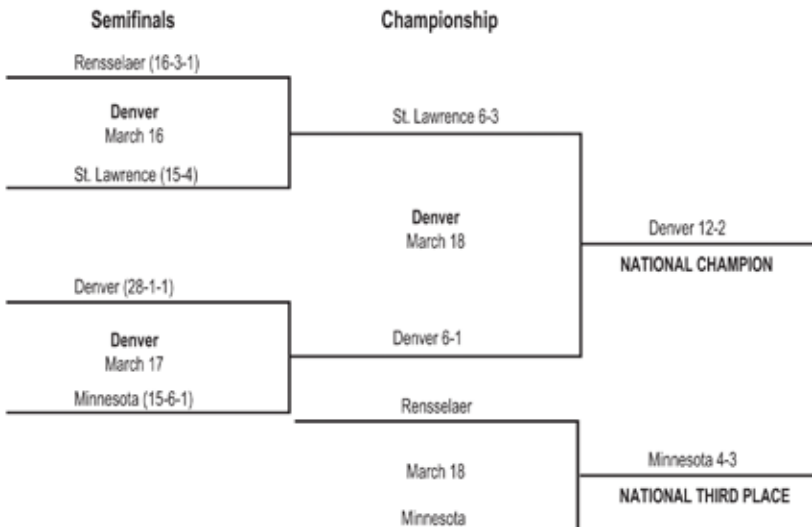 Semifinals
Championship
Rensselaer (16-3-1)
Denver
March 16
St. Lawrence 6-3
St. Lawrence (15-4)
Denver
March 18
Denver 12-2
NATIONAL CHAMPION
Denver (28-1-1)
Denver
March 17
Denver 6-1
Minnesota (15-6-1)
Rensselaer
March 18
Minnesota 4-3
NATIONAL THIRD PLACE
Minnesota